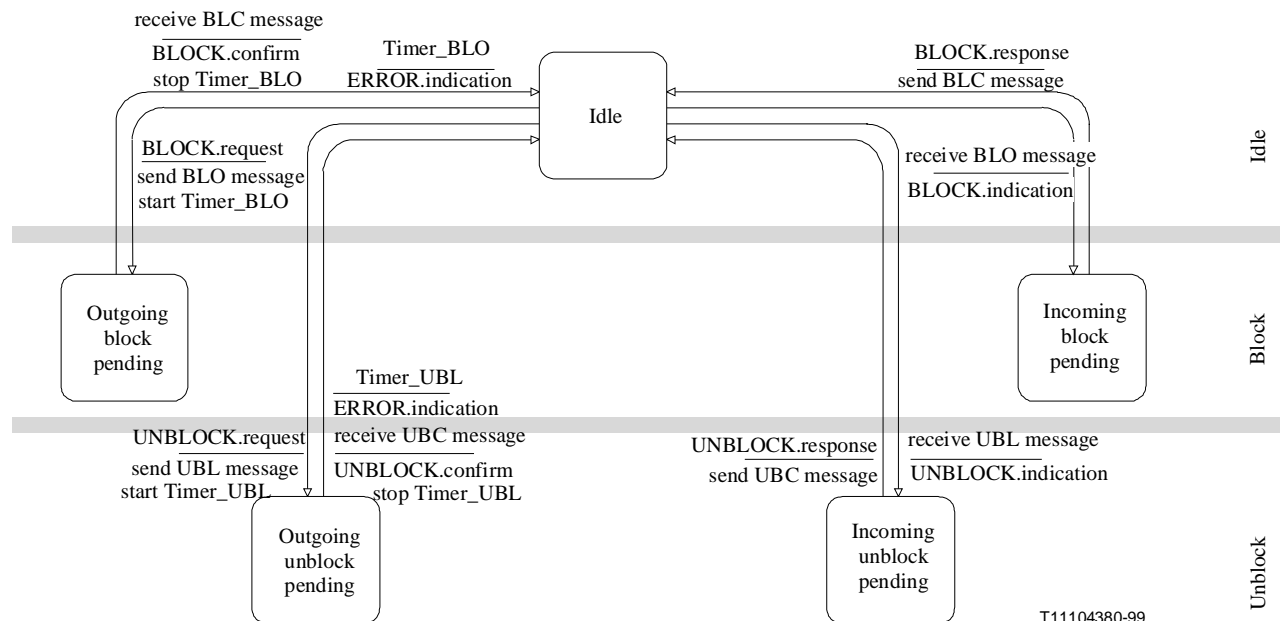 receive BLC message
BLOCK.confirm
stop Timer_BLO
Timer_BLO
ERROR.indication
Idle
BLOCK.response
send BLC message
BLOCK.request
send BLO message
start Timer_BLO
receive BLO message
BLOCK.indication
Idle
Outgoing
block
pending
Incoming
block
pending
Block
Timer_UBL
ERROR.indication
UNBLOCK.request
send UBL message
start Timer_UBL
receive UBC message
UNBLOCK.confirm
stop Timer_UBL
UNBLOCK.response
send UBC message
receive UBL message
UNBLOCK.indication
Outgoing
unblock
pending
Incoming
unblock
pending
Unblock
T11104380-99